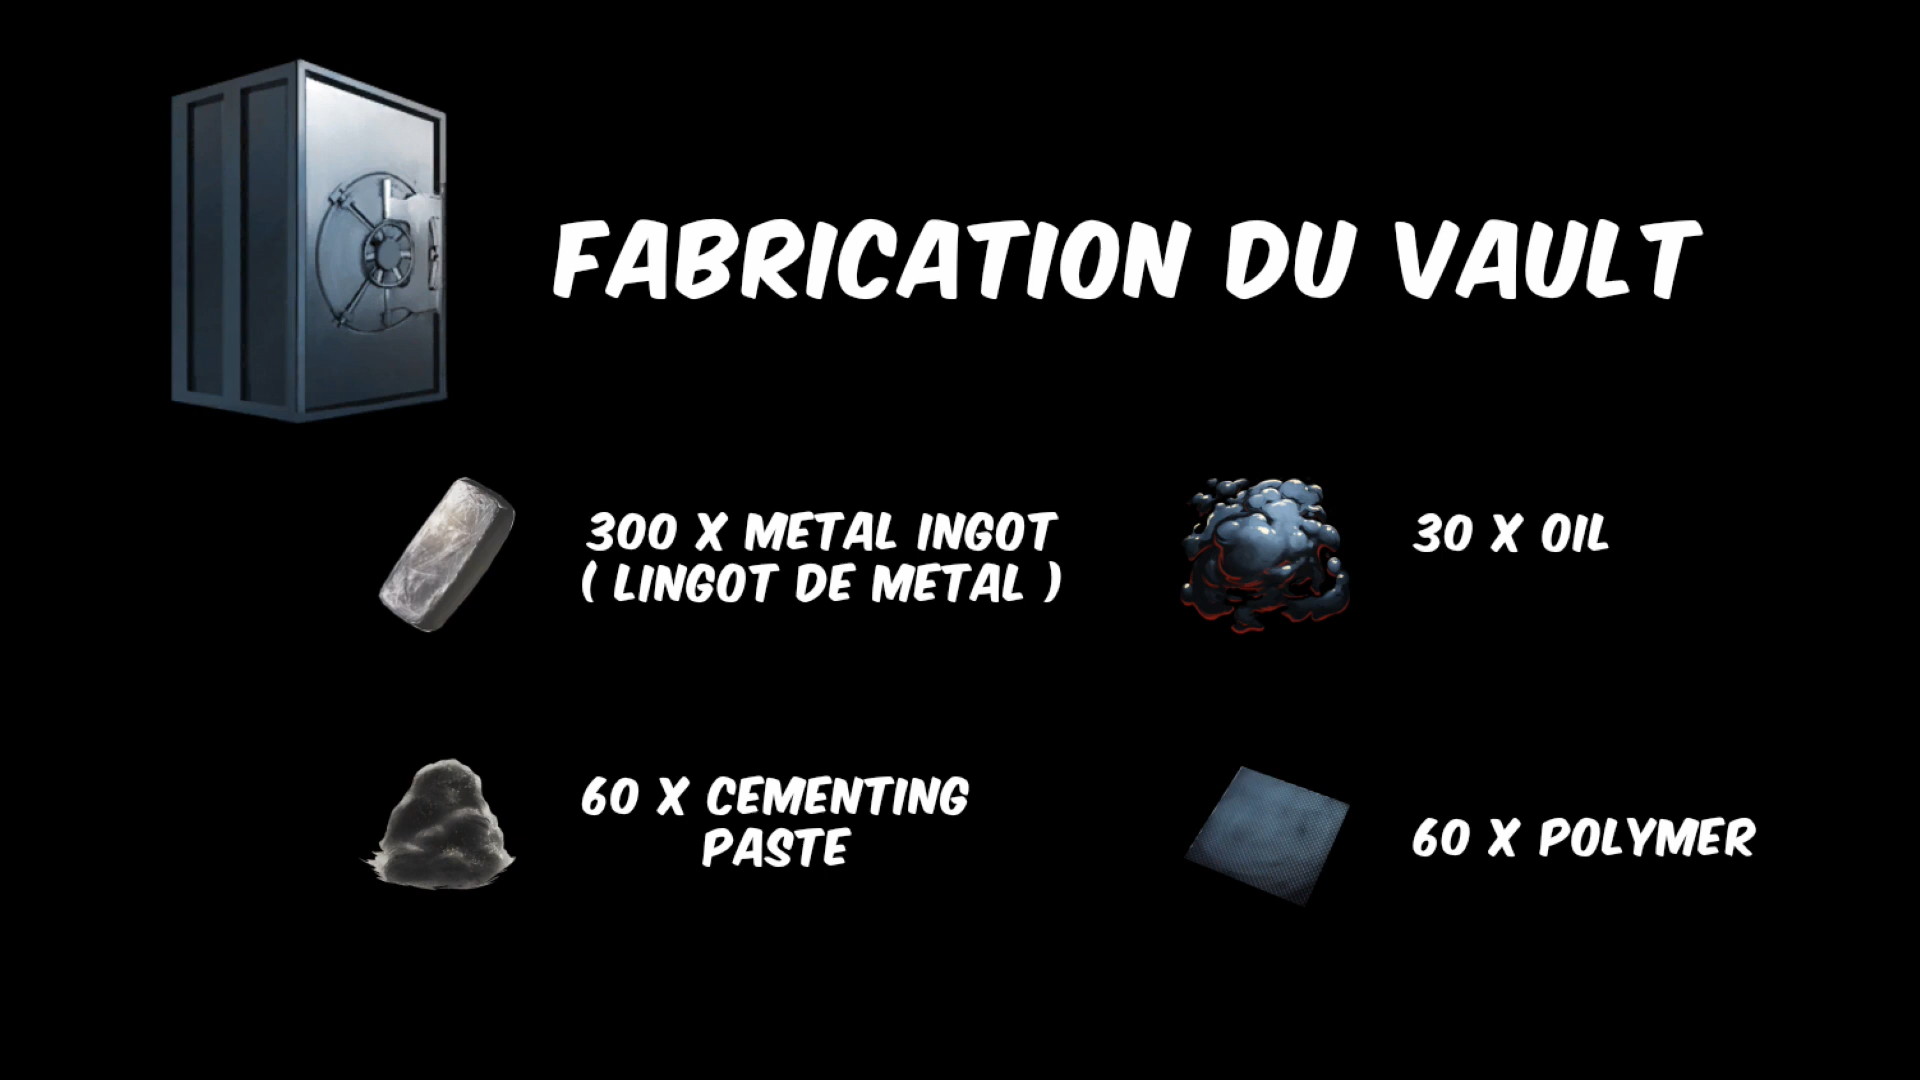 FABRICATION DU VAULT
300 X METAL INGOT
( LINGOT DE METAL )
30 X OIL
60 X CEMENTING
PASTE
60 X POLYMER